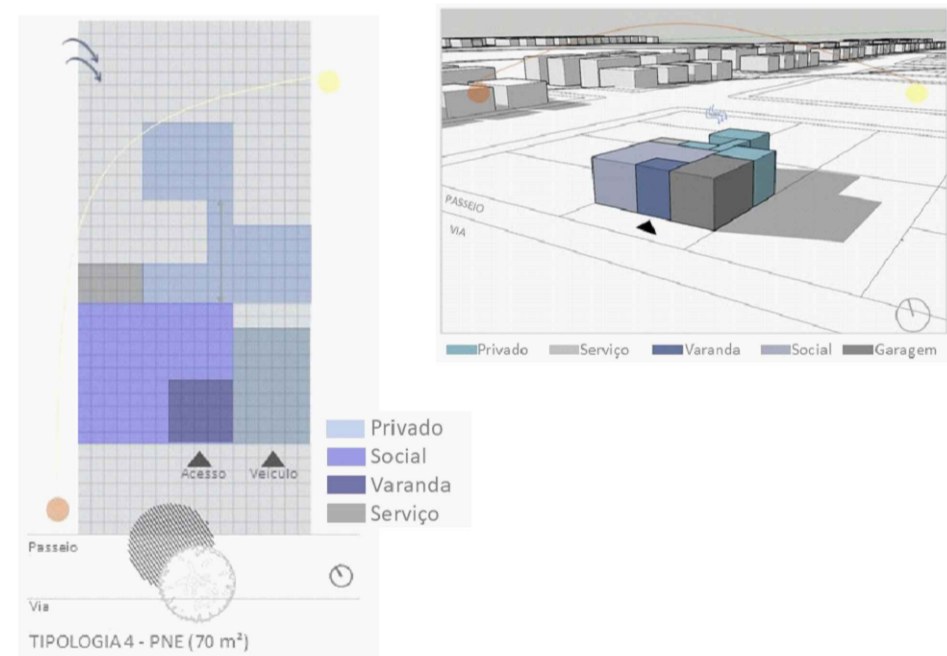 Acesso
Veículo
Passeio
Via
TIPOLOGIA 4 - PNE (70 m²)
Privado
Social
Varanda
Serviço
PASSEIO
VIA
Privado
Serviço
Varanda
Social
Garagem